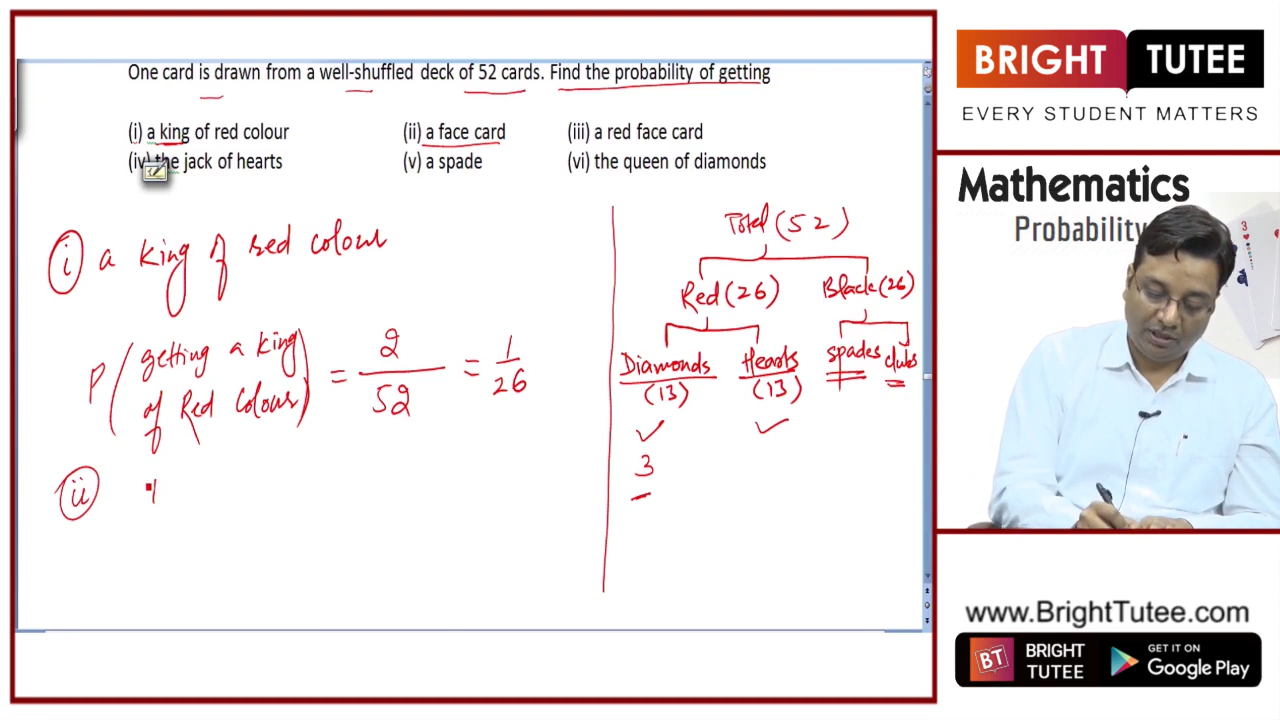 One card is drawn from a well-shuffled deck of 52 cards. Find the probability of getting
(i) a king of red colour (ii) a face card (iii) a red face card
(iv) the jack of hearts (v) a spade (vi) the queen of diamonds
(i) a king of red colour
P (getting a king of Red Colour) = 2/52 = 1/26
(ii)
Total (52)
Red (26) Black (26)
Diamonds Hearts spades clubs
(13) (13)
3
BRIGHT TUTEE
EVERY STUDENT MATTERS
Mathematics
Probability
3
www.BrightTutee.com
BT BRIGHT TUTEE
GET IT ON
Google Play